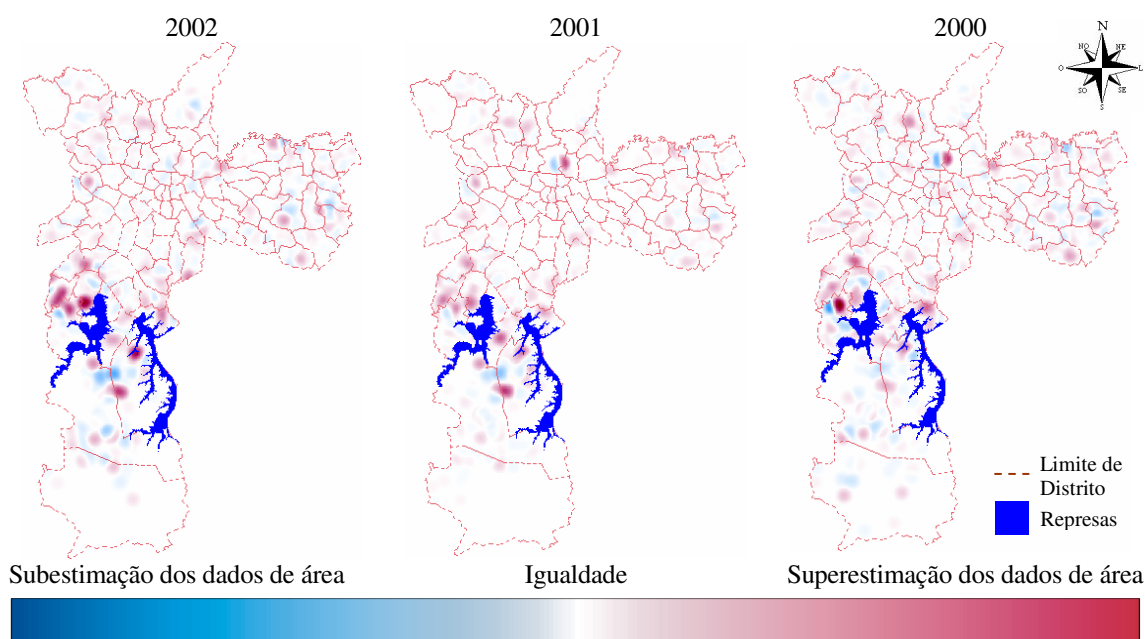 2002
2001
2000
N
NO
NE
O
L
SO
SE
S
Limite de
Distrito
Represas
Subestimação dos dados de área
Igualdade
Superestimação dos dados de área